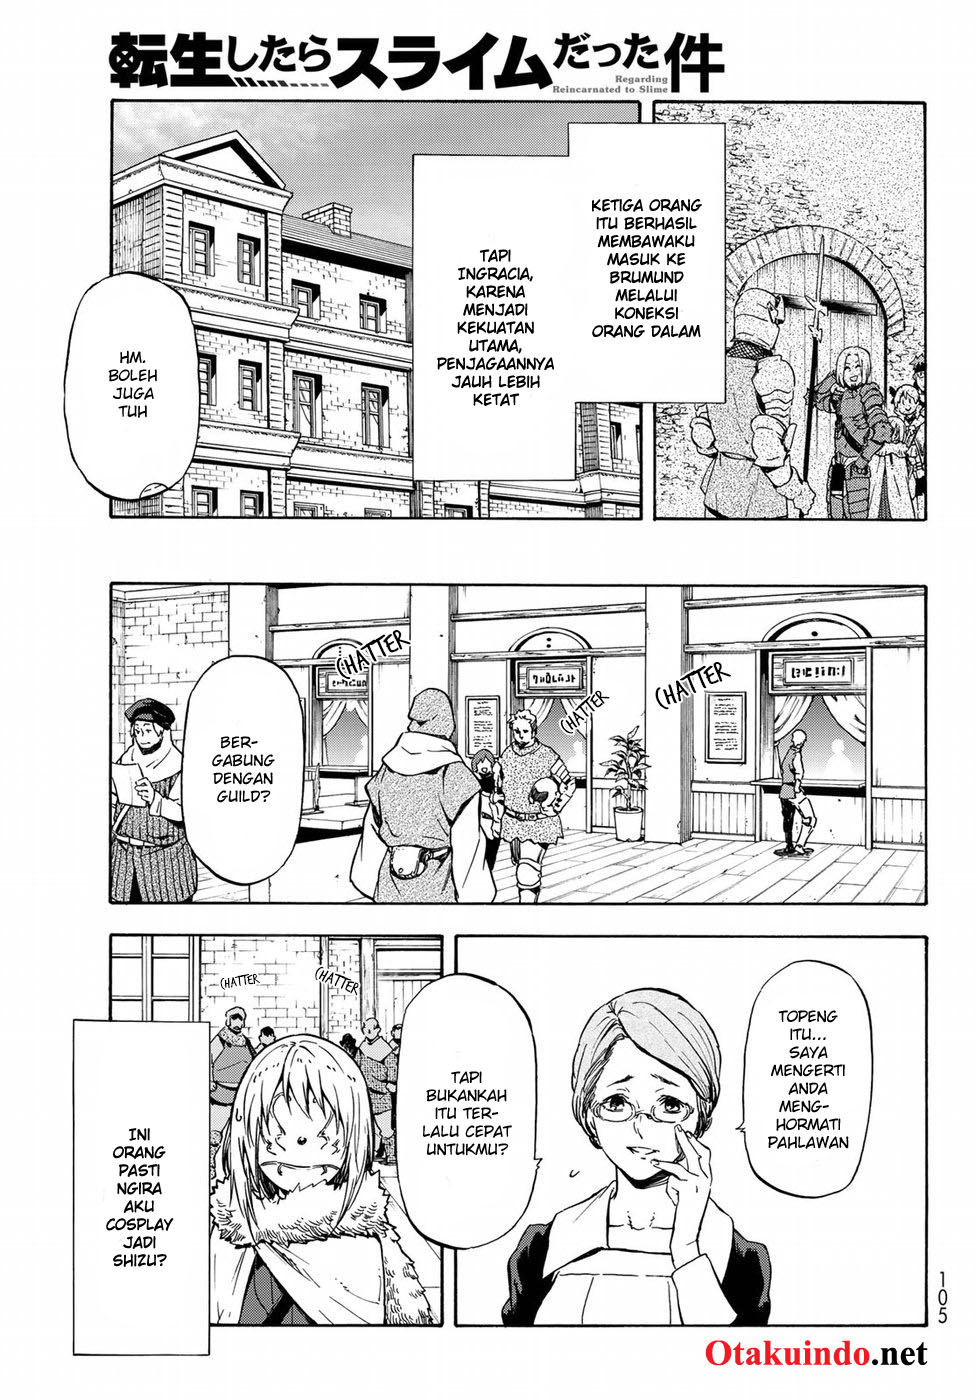 転生したらスライムだった件
Regarding
Reincarnated to Slime
KETIGA ORANG
ITU BERHASIL
MEMBAWAKU
MASUK KE
BRUMUND
MELALUI
KONEKSI
ORANG DALAM
TAPI
INGRACIA,
KARENA
MENJADI
KEKUATAN
UTAMA,
PENJAGAANNYA
JAUH LEBIH
KETAT
HM.
BOLEH
JUGA
TUH
CHATTER
CHATTER
CHATTER
BER-
GABUNG
DENGAN
GUILD?
TOPENG
ITU...
SAYA
MENGERTI
ANDA
MENG-
HORMATI
PAHLAWAN
TAPI
BUKANKAH
ITU TER-
LALU CEPAT
UNTUKMU?
CHATTER
CHATTER
INI
ORANG
PASTI
NGIRA
AKU
COSPLAY
JADI
SHIZU?
105
Otakuindo.net